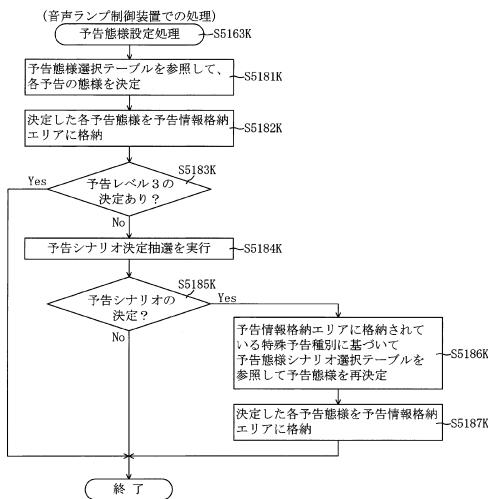 (音声ランプ制御装置での処理)
予告態様設定処理
S5163K
予告態様選択テーブルを参照して、
各予告の態様を決定
S5181K
決定した各予告態様を予告情報格納
エリアに格納
S5182K
S5183K
予告レベル3の
決定あり?
Yes
No
予告シナリオ決定抽選を実行
S5184K
S5185K
予告シナリオの
決定?
Yes
No
予告情報格納エリアに格納されて
いる特殊予告種別に基づいて
予告態様シナリオ選択テーブルを
参照して予告態様を再決定
S5186K
決定した各予告態様を予告情報格納
エリアに格納
S5187K
終了